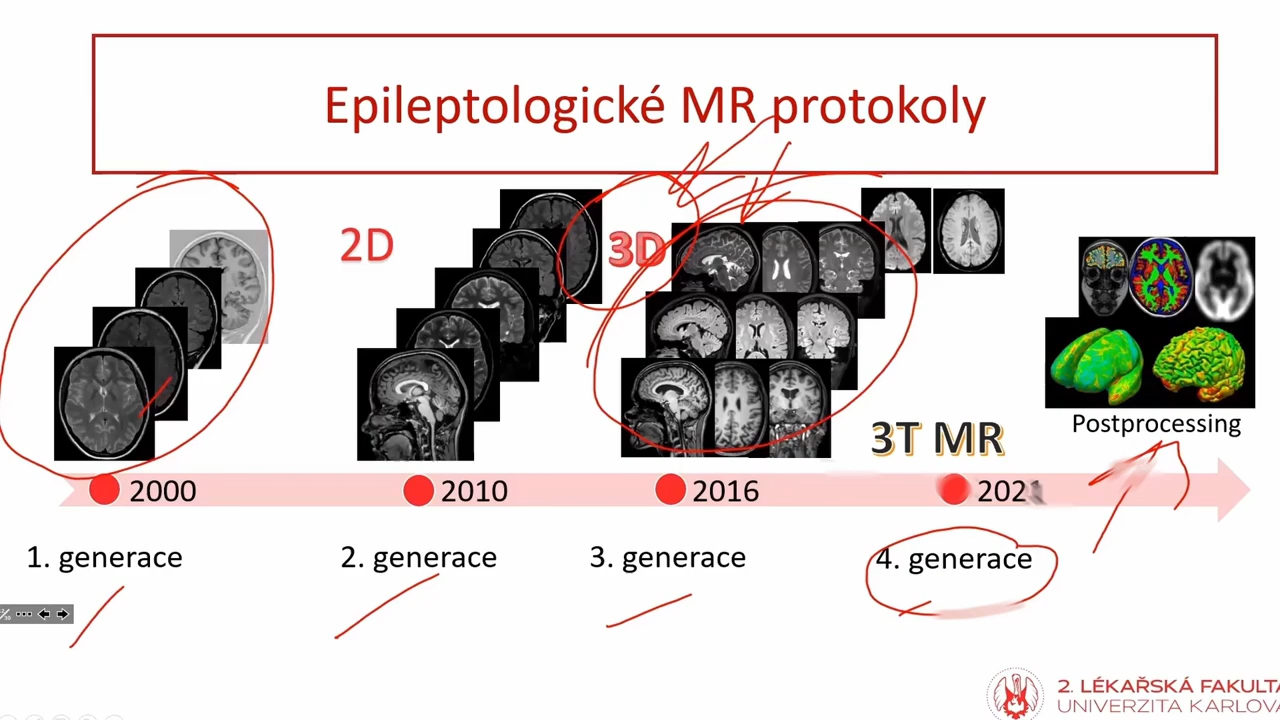 Epileptologické MR protokoly
2D
3D
3T MR
Postprocessing
2000
2010
2016
2021
1. generace
2. generace
3. generace
4. generace
2. LÉKAŘSKÁ FAKULTA
UNIVERZITA KARLOVA